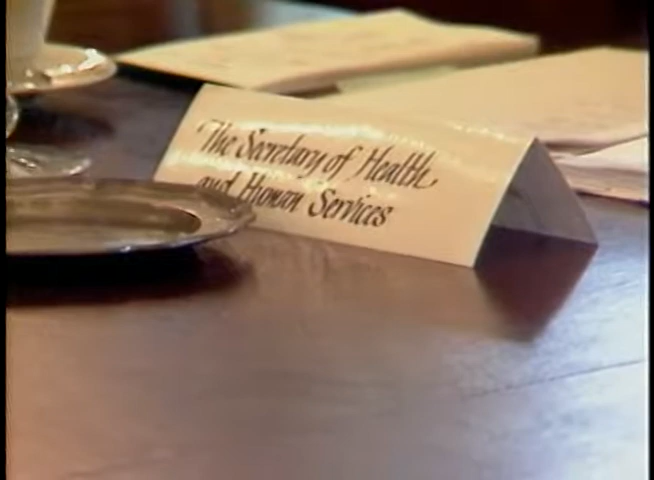 The Secretary of Health
and Human Services